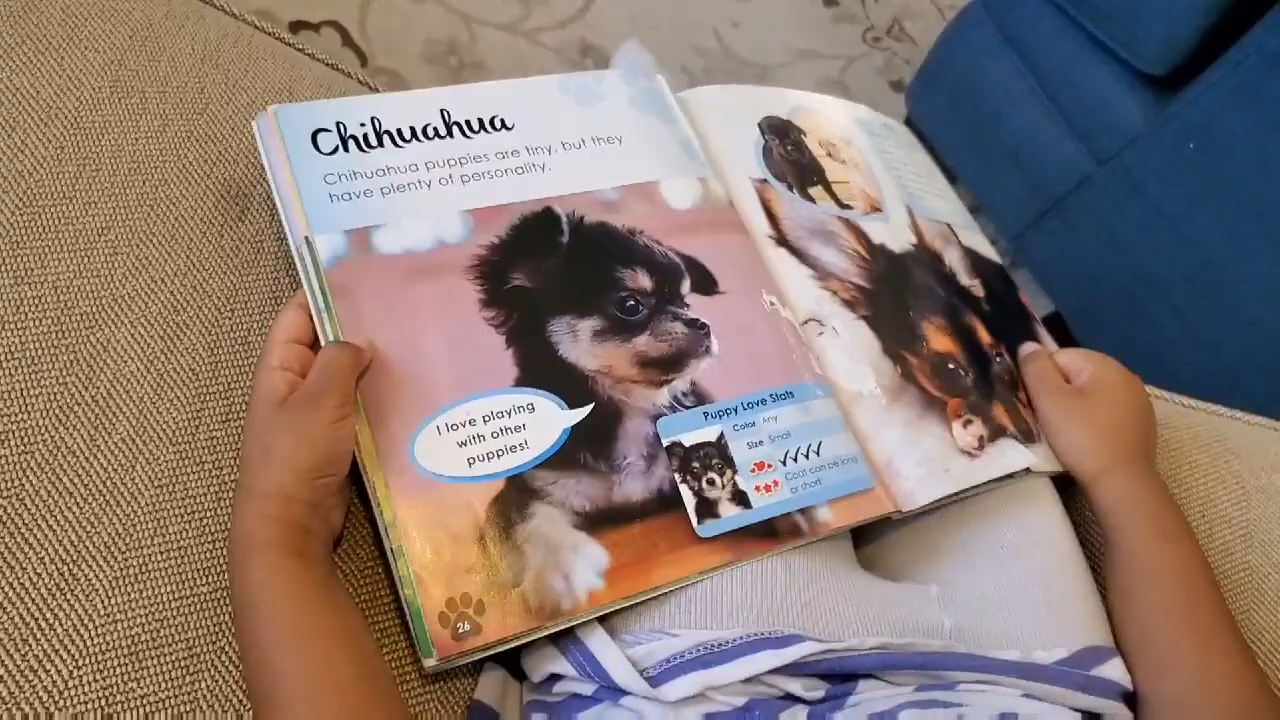 Chihuahua
Chihuahua puppies are tiny, but they
have plenty of personality.
I love playing
with other
puppies!
Puppy Love Stats
Color Any
Size Small
Coat can be long
or short
26